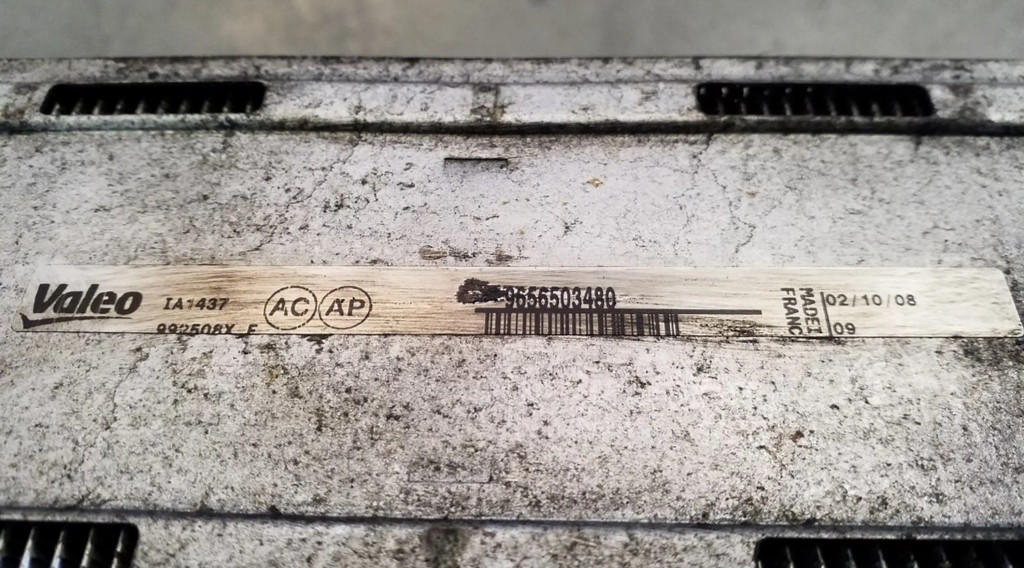 Valeo
IA1437
992508X F
AC AP
9656503480
MADE
FRANC
02/10/08
09